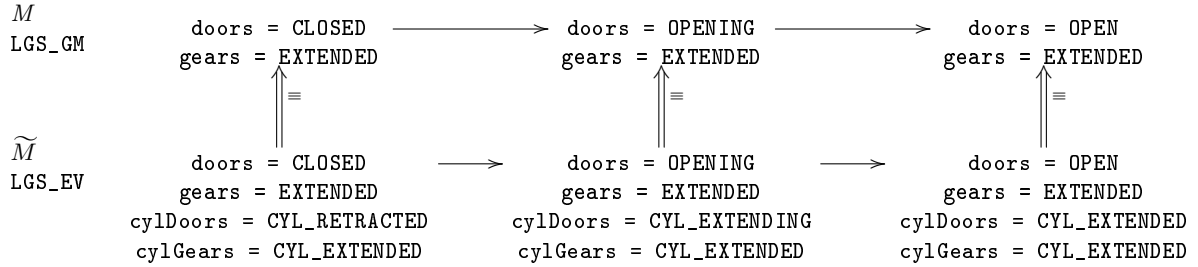 M
LGS_GM
doors = CLOSED doors = OPENING doors = OPEN
gears = EXTENDED gears = EXTENDED gears = EXTENDED
≡ ≡ ≡
M̃
LGS_EV
doors = CLOSED doors = OPENING doors = OPEN
gears = EXTENDED gears = EXTENDED gears = EXTENDED
cylDoors = CYL_RETRACTED cylDoors = CYL_EXTENDING cylDoors = CYL_EXTENDED
cylGears = CYL_EXTENDED cylGears = CYL_EXTENDED cylGears = CYL_EXTENDED